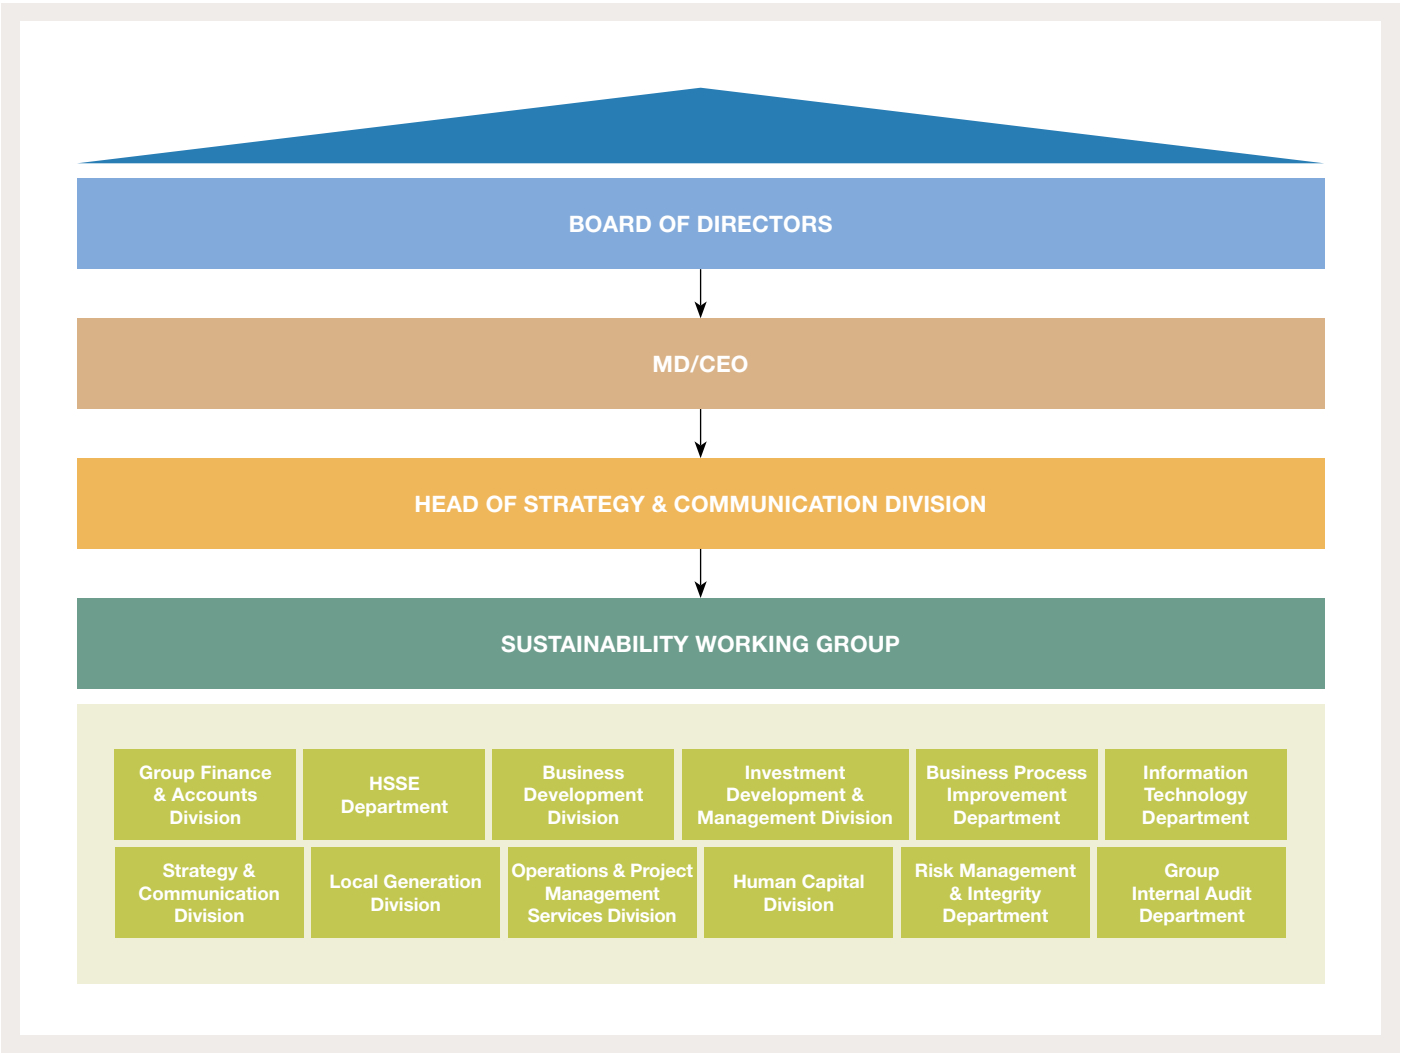 BOARD OF DIRECTORS
MD/CEO
HEAD OF STRATEGY & COMMUNICATION DIVISION
SUSTAINABILITY WORKING GROUP
Group Finance
& Accounts
Division
HSSE
Department
Business
Development
Division
Investment
Development &
Management Division
Business Process
Improvement
Department
Information
Technology
Department
Strategy &
Communication
Division
Local Generation
Division
Operations & Project
Management
Services Division
Human Capital
Division
Risk Management
& Integrity
Department
Group
Internal Audit
Department